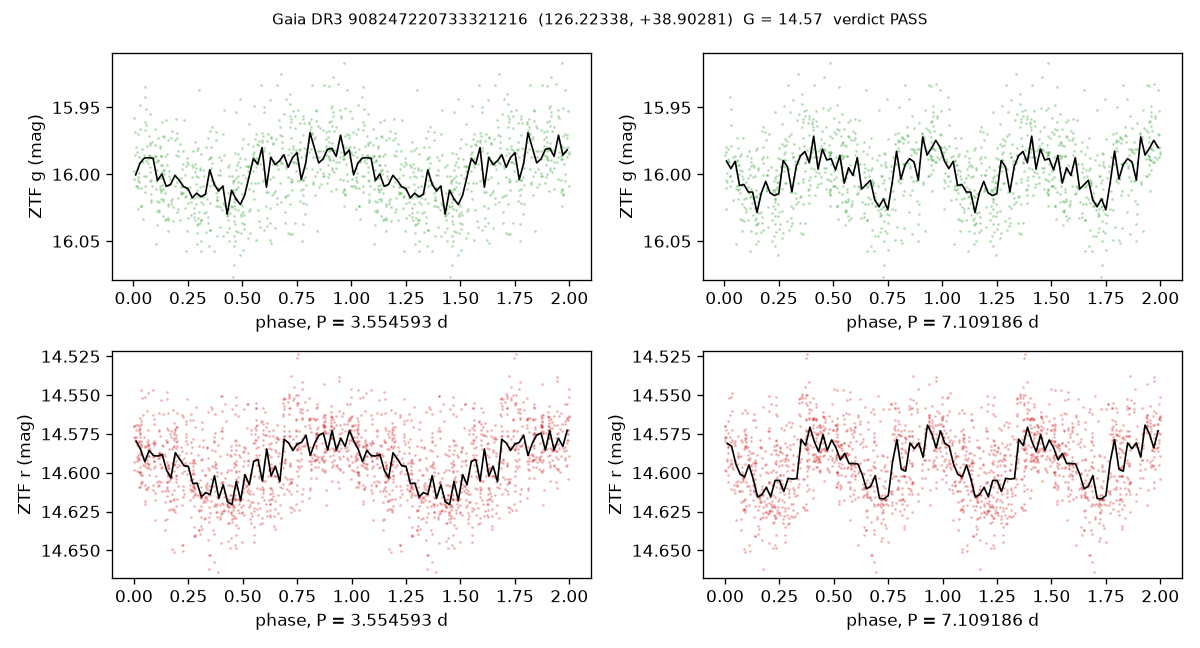 Gaia DR3 908247220733321216 (126.22338, +38.90281) G = 14.57 verdict PASS
ZTF g (mag)
15.95
16.00
16.05
0.00 0.25 0.50 0.75 1.00 1.25 1.50 1.75 2.00
phase, P = 3.554593 d
ZTF g (mag)
15.95
16.00
16.05
0.00 0.25 0.50 0.75 1.00 1.25 1.50 1.75 2.00
phase, P = 7.109186 d
ZTF r (mag)
14.525
14.550
14.575
14.600
14.625
14.650
0.00 0.25 0.50 0.75 1.00 1.25 1.50 1.75 2.00
phase, P = 3.554593 d
ZTF r (mag)
14.525
14.550
14.575
14.600
14.625
14.650
0.00 0.25 0.50 0.75 1.00 1.25 1.50 1.75 2.00
phase, P = 7.109186 d